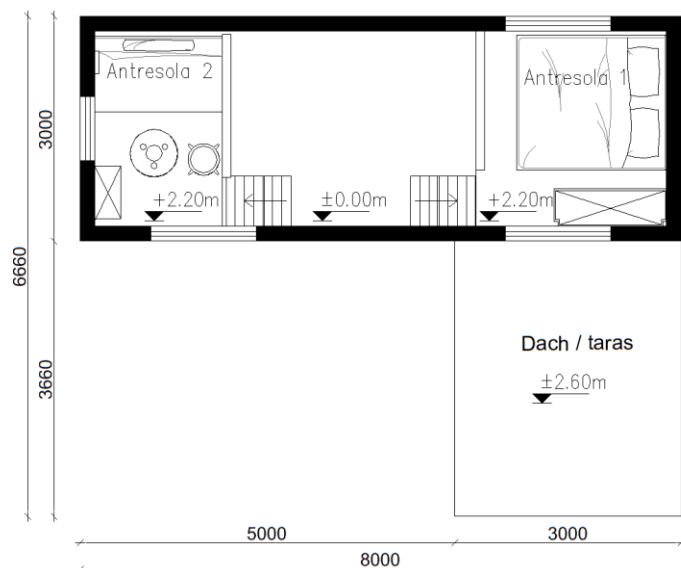 Antresola 2
Antresola 1
3000
+2.20m
±0.00m
+2.20m
6660
3660
Dach / taras
±2.60m
5000
3000
8000